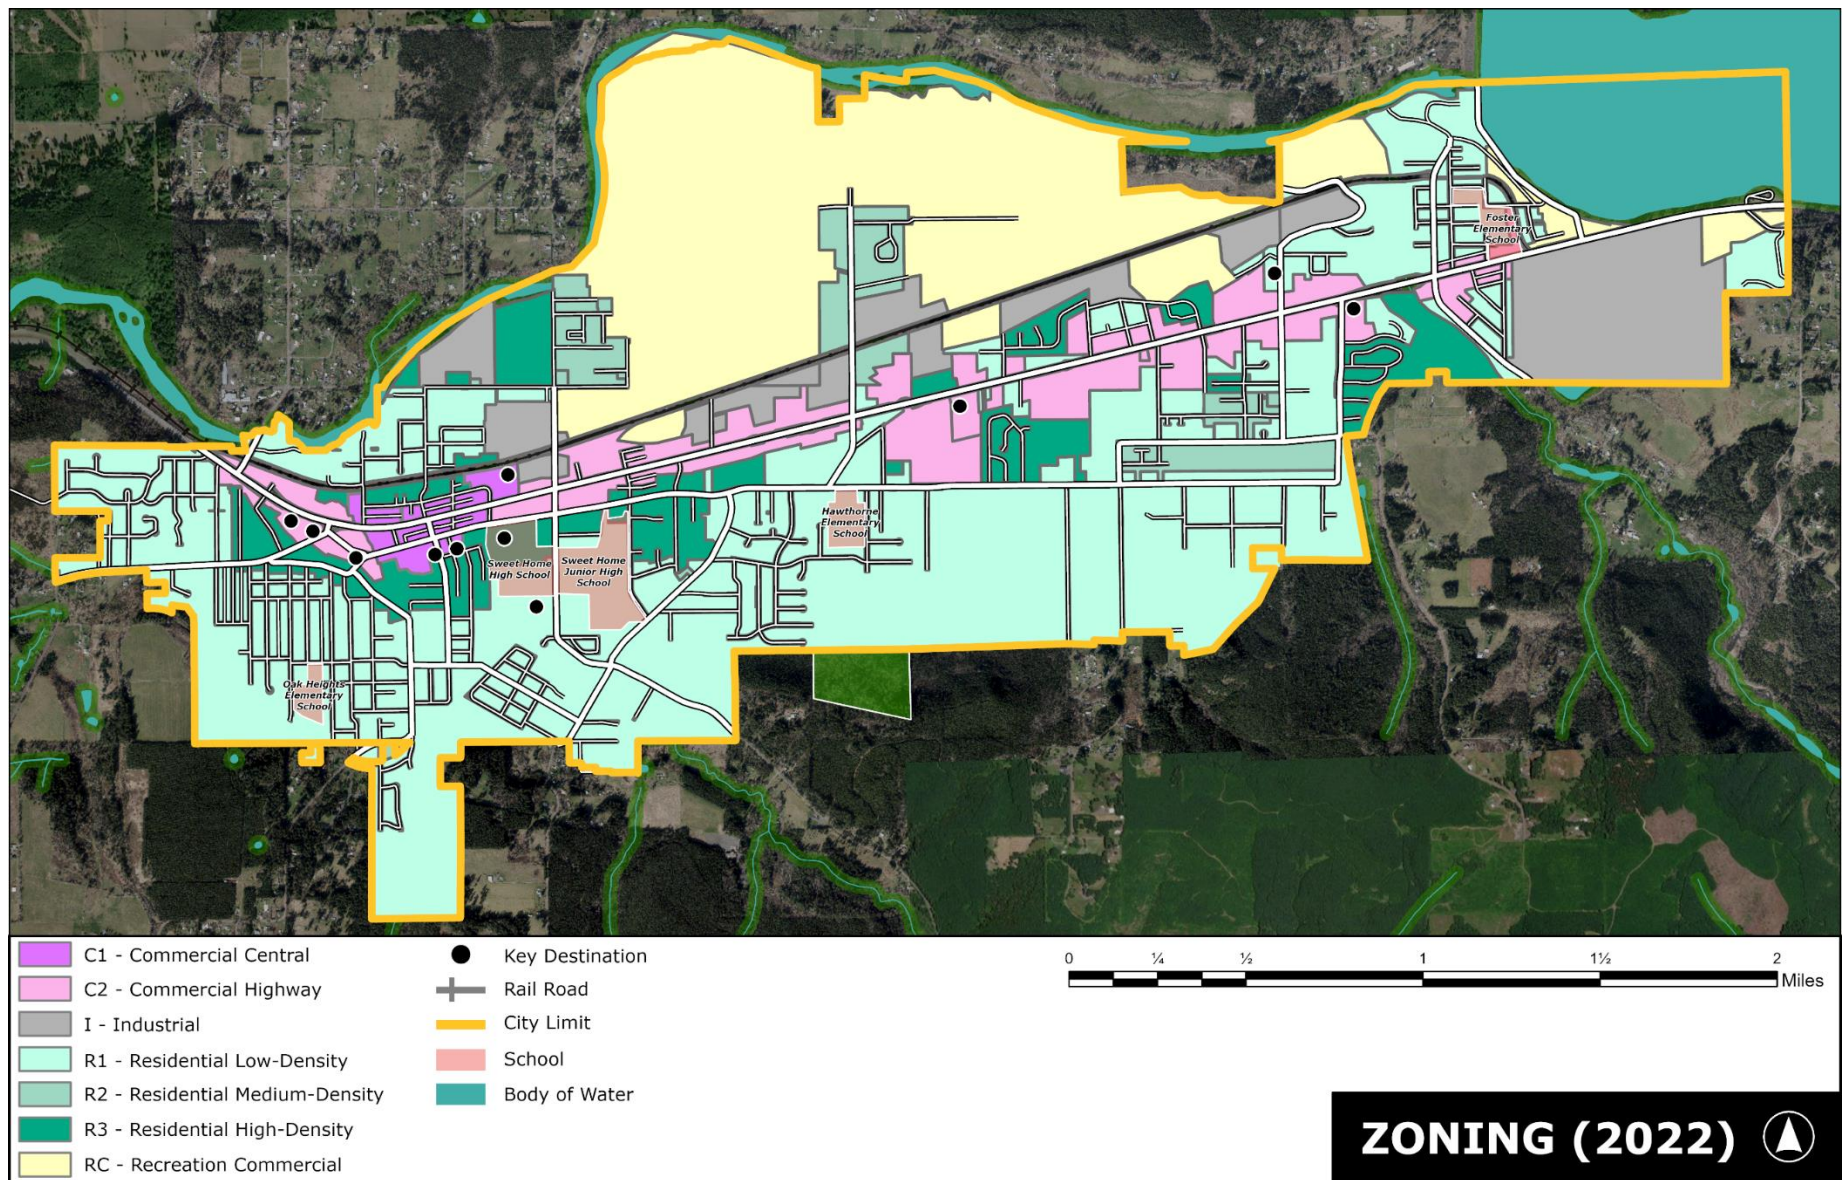 Foster
Elementary
School
Hawthorne
Elementary
School
Sweet Home
High School
Sweet Home
Junior High
School
Oak Heights
Elementary
School
C1 - Commercial Central
C2 - Commercial Highway
I - Industrial
R1 - Residential Low-Density
R2 - Residential Medium-Density
R3 - Residential High-Density
RC - Recreation Commercial
Key Destination
Rail Road
City Limit
School
Body of Water
0 ¼ ½ 1 1½ 2
Miles
ZONING (2022)